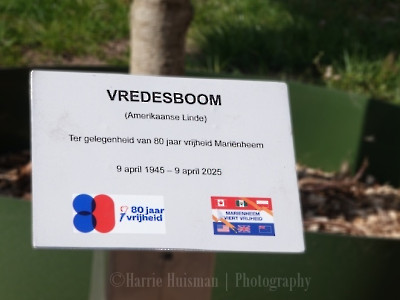 VREDESBOOM
(Amerikaanse Linde)
Ter gelegenheid van 80 jaar vrijheid Mariënheem
9 april 1945 – 9 april 2025
80 jaar
vrijheid
MARIËNHEEM
VIERT VRIJHEID
©Harrie Huisman | Photography